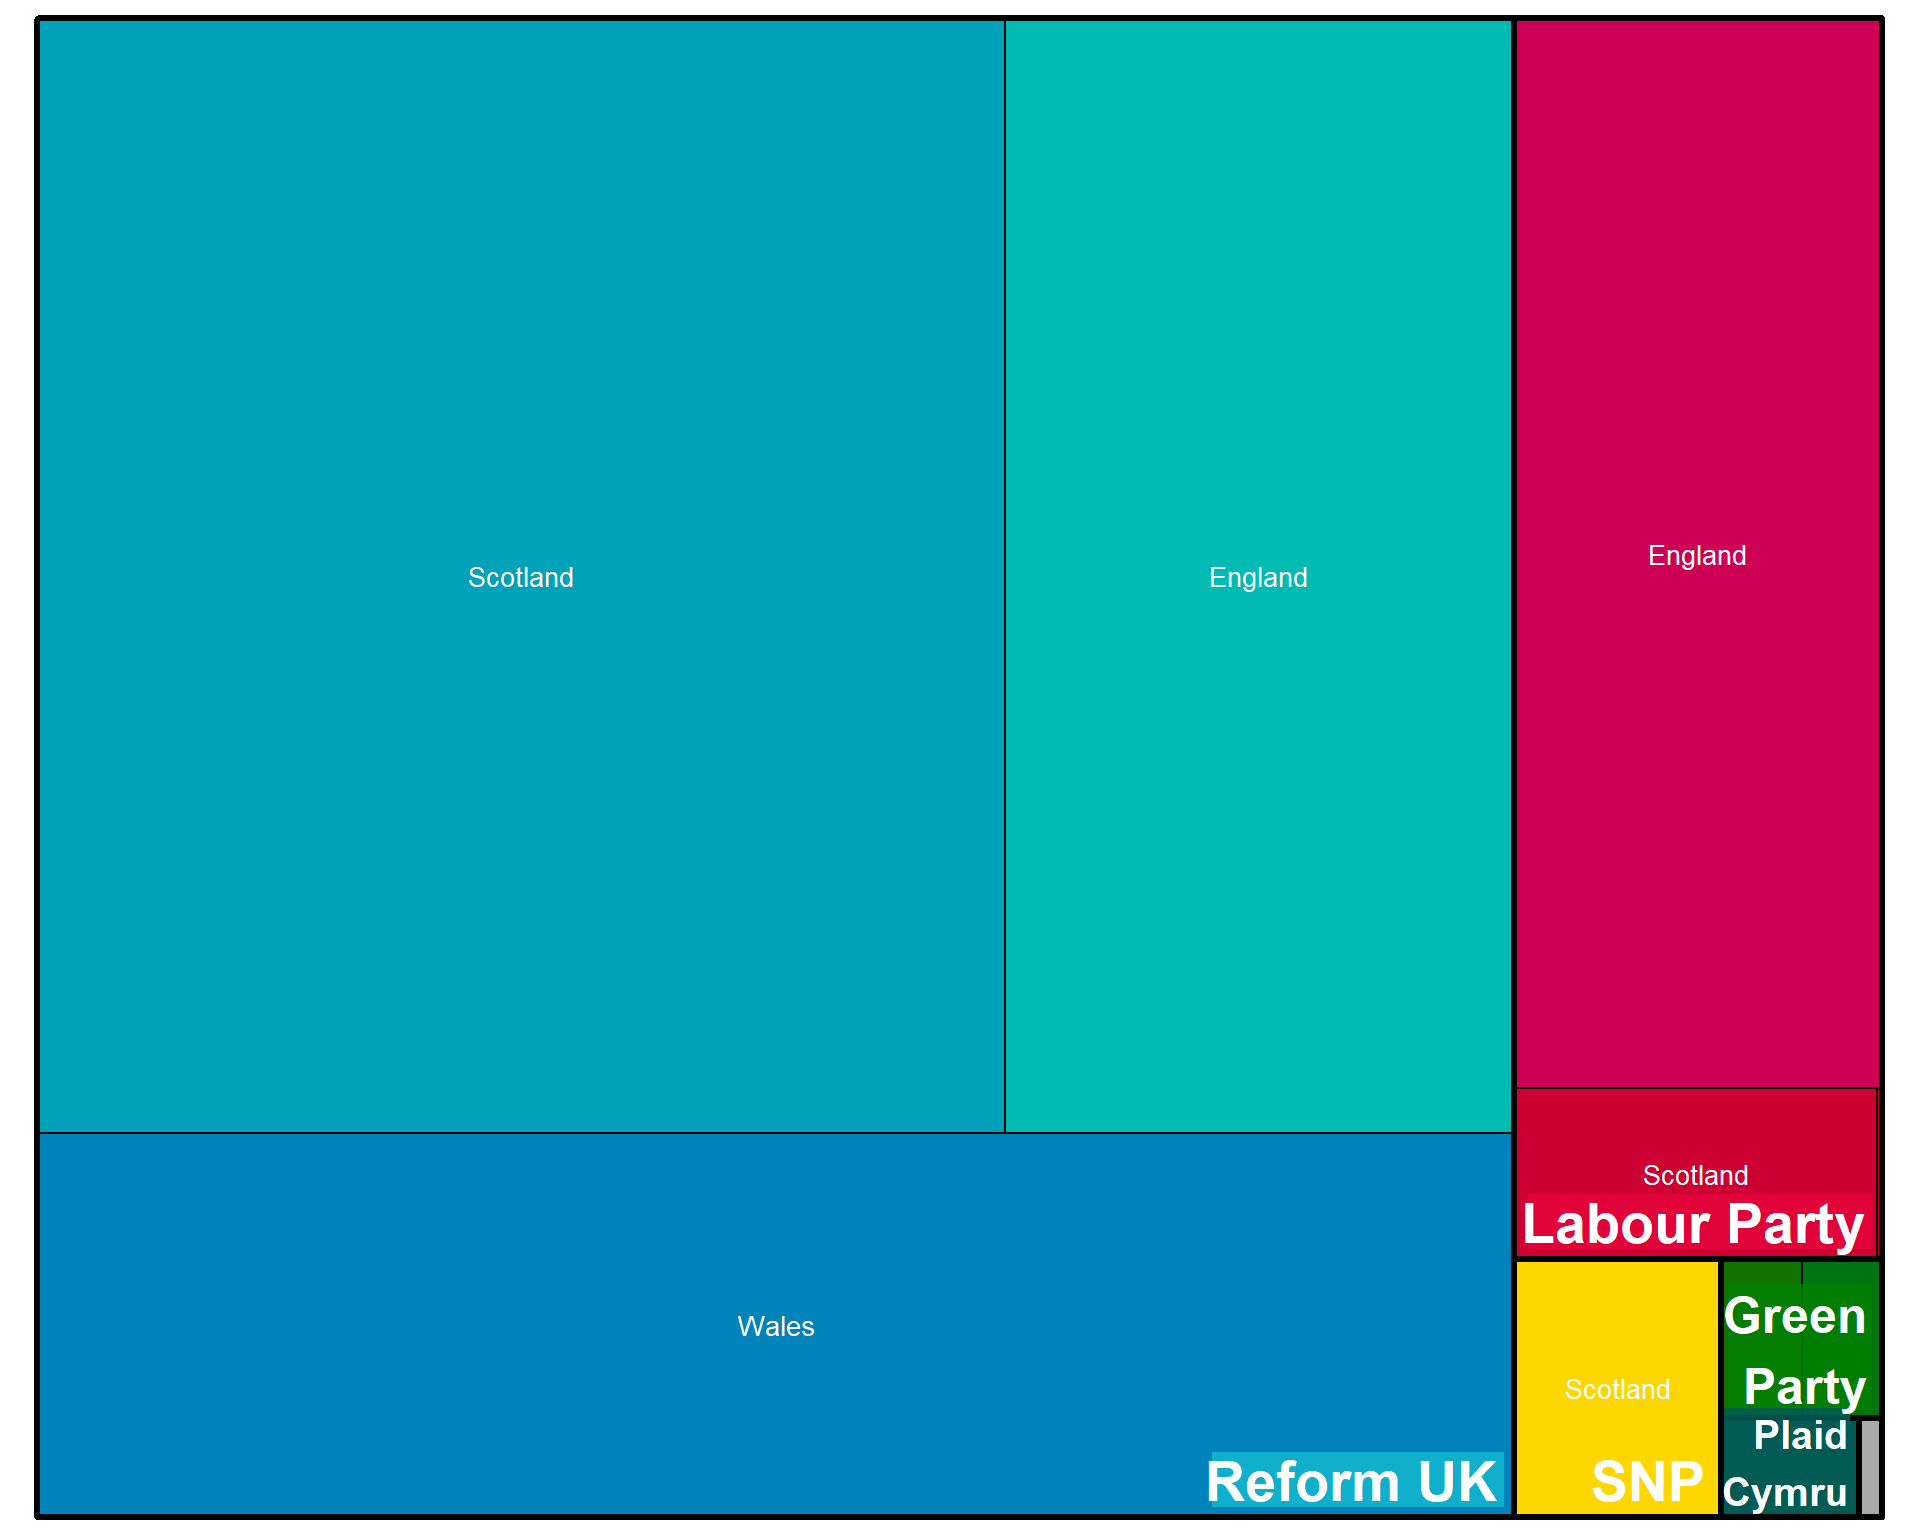 Scotland
England
England
Scotland
Labour Party
Wales
Reform UK
Scotland
SNP
Green
Party
Plaid
Cymru